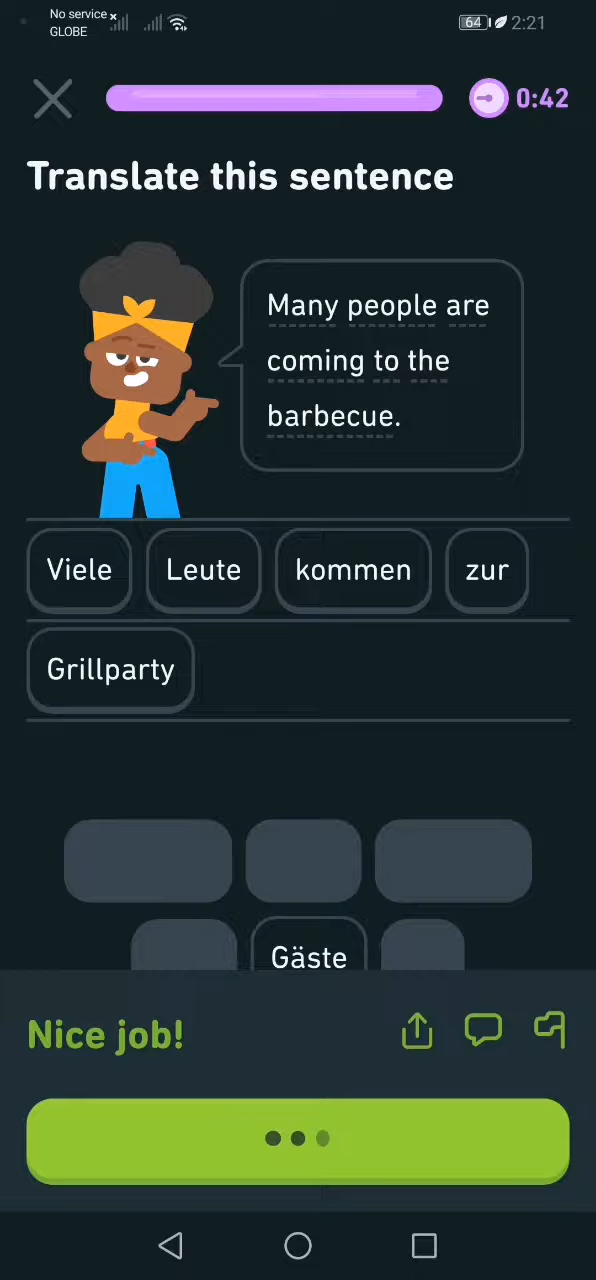 No service
GLOBE
64
2:21
0:42
Translate this sentence
Many people are
coming to the
barbecue.
Viele Leute kommen zur
Grillparty
Gäste
Nice job!